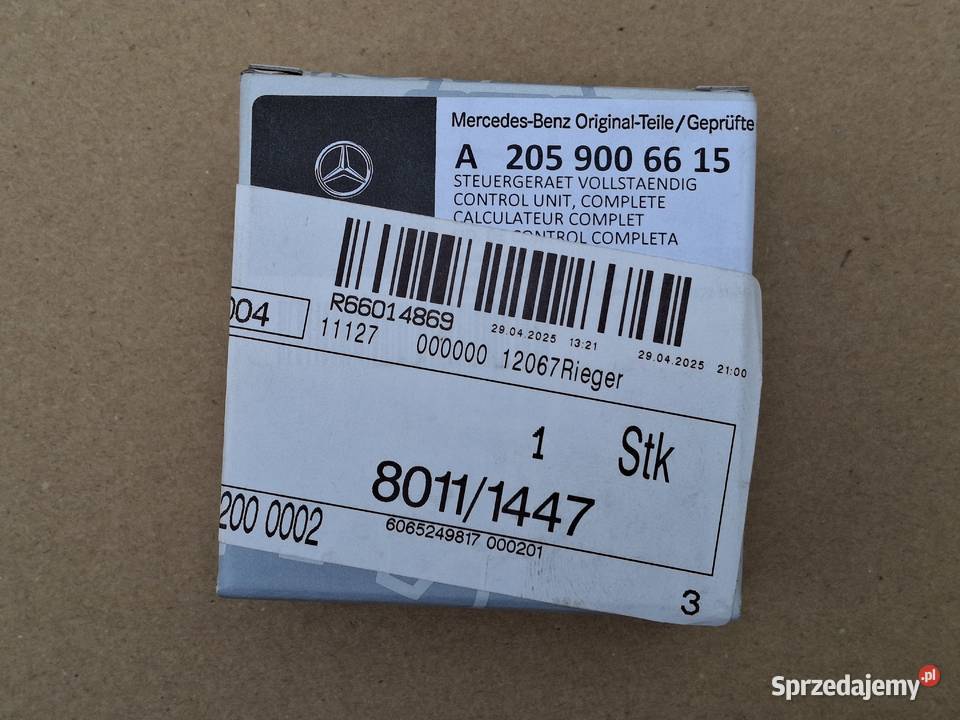 Mercedes-Benz Original-Teile/Geprüfte
A 205 900 66 15
STEUERGERAET VOLLSTAENDIG
CONTROL UNIT, COMPLETE
CALCULATEUR COMPLET
CONTROL COMPLETA
004
R66014869
29.04.2025 13:21
29.04.2025 21:00
11127 000000 12067Rieger
1 Stk
8011/1447
200 0002
6065249817 000201
3
Sprzedajemy.pl